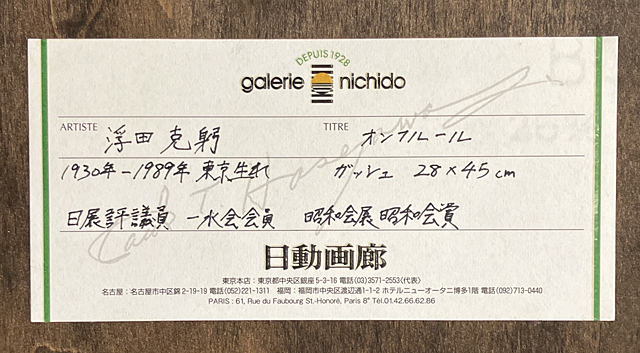 DEPUIS 1928
galerie nichido
ARTISTE 浮田克躬 TITRE オンフルール
1930年-1989年 東京生れ ガッシュ 28×45cm
日展評議員 一水会会員 昭和会展昭和会賞
日動画廊
東京本店：東京都中央区銀座5-3-16 電話(03)3571-2553(代表)
名古屋：名古屋市中区錦2-19-19 電話(052)221-1311 福岡：福岡市中央区渡辺通1-1-2 ホテルニューオータニ博多1階 電話(092)713-0440
PARIS : 61, Rue du Faubourg St.-Honoré, Paris 8e Tél.01.42.66.62.86